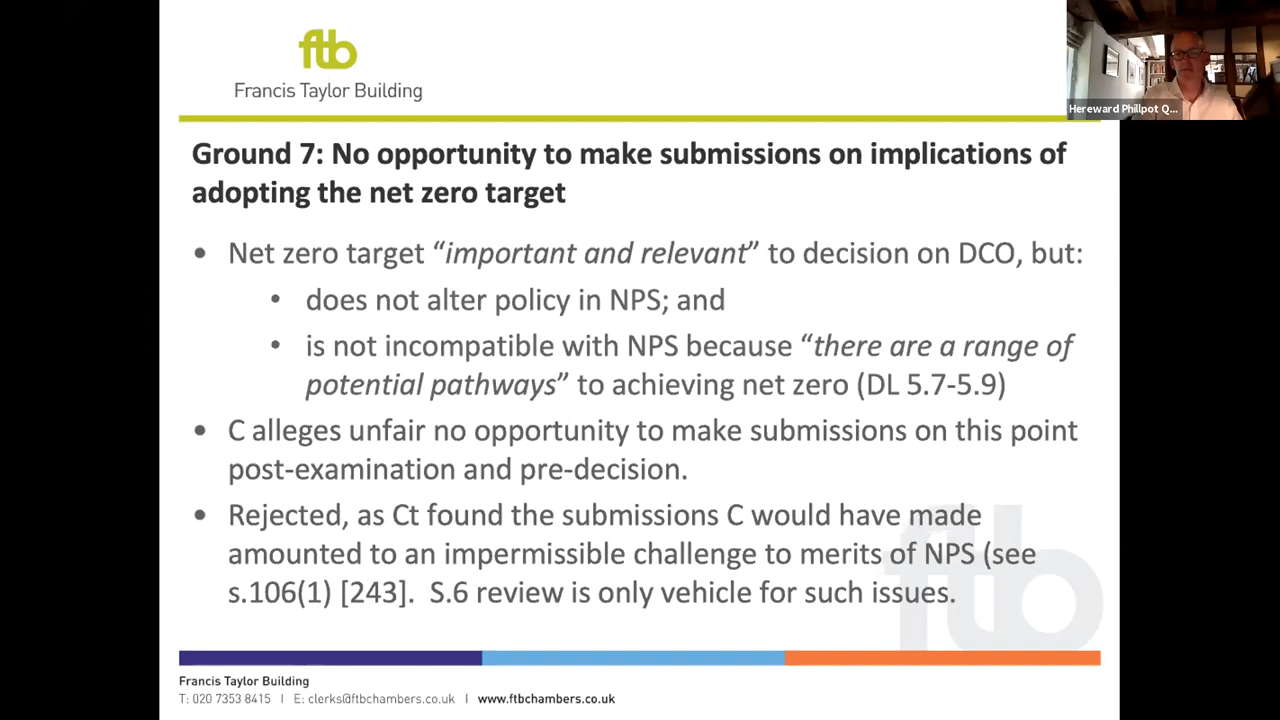 ftb
Francis Taylor Building
Hereward Phillpot Q...
Ground 7: No opportunity to make submissions on implications of
adopting the net zero target
• Net zero target “important and relevant” to decision on DCO, but:
• does not alter policy in NPS; and
• is not incompatible with NPS because “there are a range of
potential pathways” to achieving net zero (DL 5.7-5.9)
• C alleges unfair no opportunity to make submissions on this point
post-examination and pre-decision.
• Rejected, as Ct found the submissions C would have made
amounted to an impermissible challenge to merits of NPS (see
s.106(1) [243]. S.6 review is only vehicle for such issues.
ftb
Francis Taylor Building
T: 020 7353 8415 | E: clerks@ftbchambers.co.uk | www.ftbchambers.co.uk